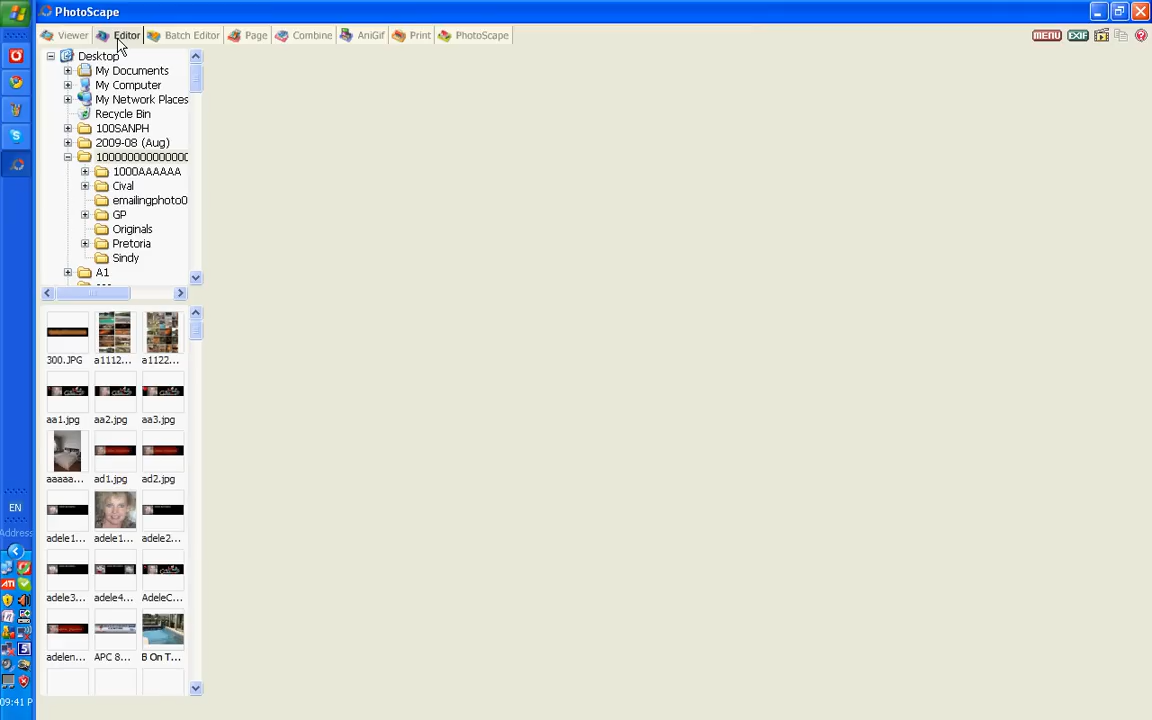 PhotoScape
Viewer Editor Batch Editor Page Combine AniGif Print PhotoScape MENU EXIF
Desktop
My Documents
My Computer
My Network Places
Recycle Bin
100SANPH
2009-08 (Aug)
1000AAAAAA
Cival
emailingphoto0
GP
Originals
Pretoria
Sindy
A1
300.JPG a1112... a1122...
aa1.jpg aa2.jpg aa3.jpg
aaaaa... ad1.jpg ad2.jpg
adele1... adele1... adele2...
adele3... adele4... AdeleC...
adelen... APC 8... B On T...
EN
Address
09:41 P